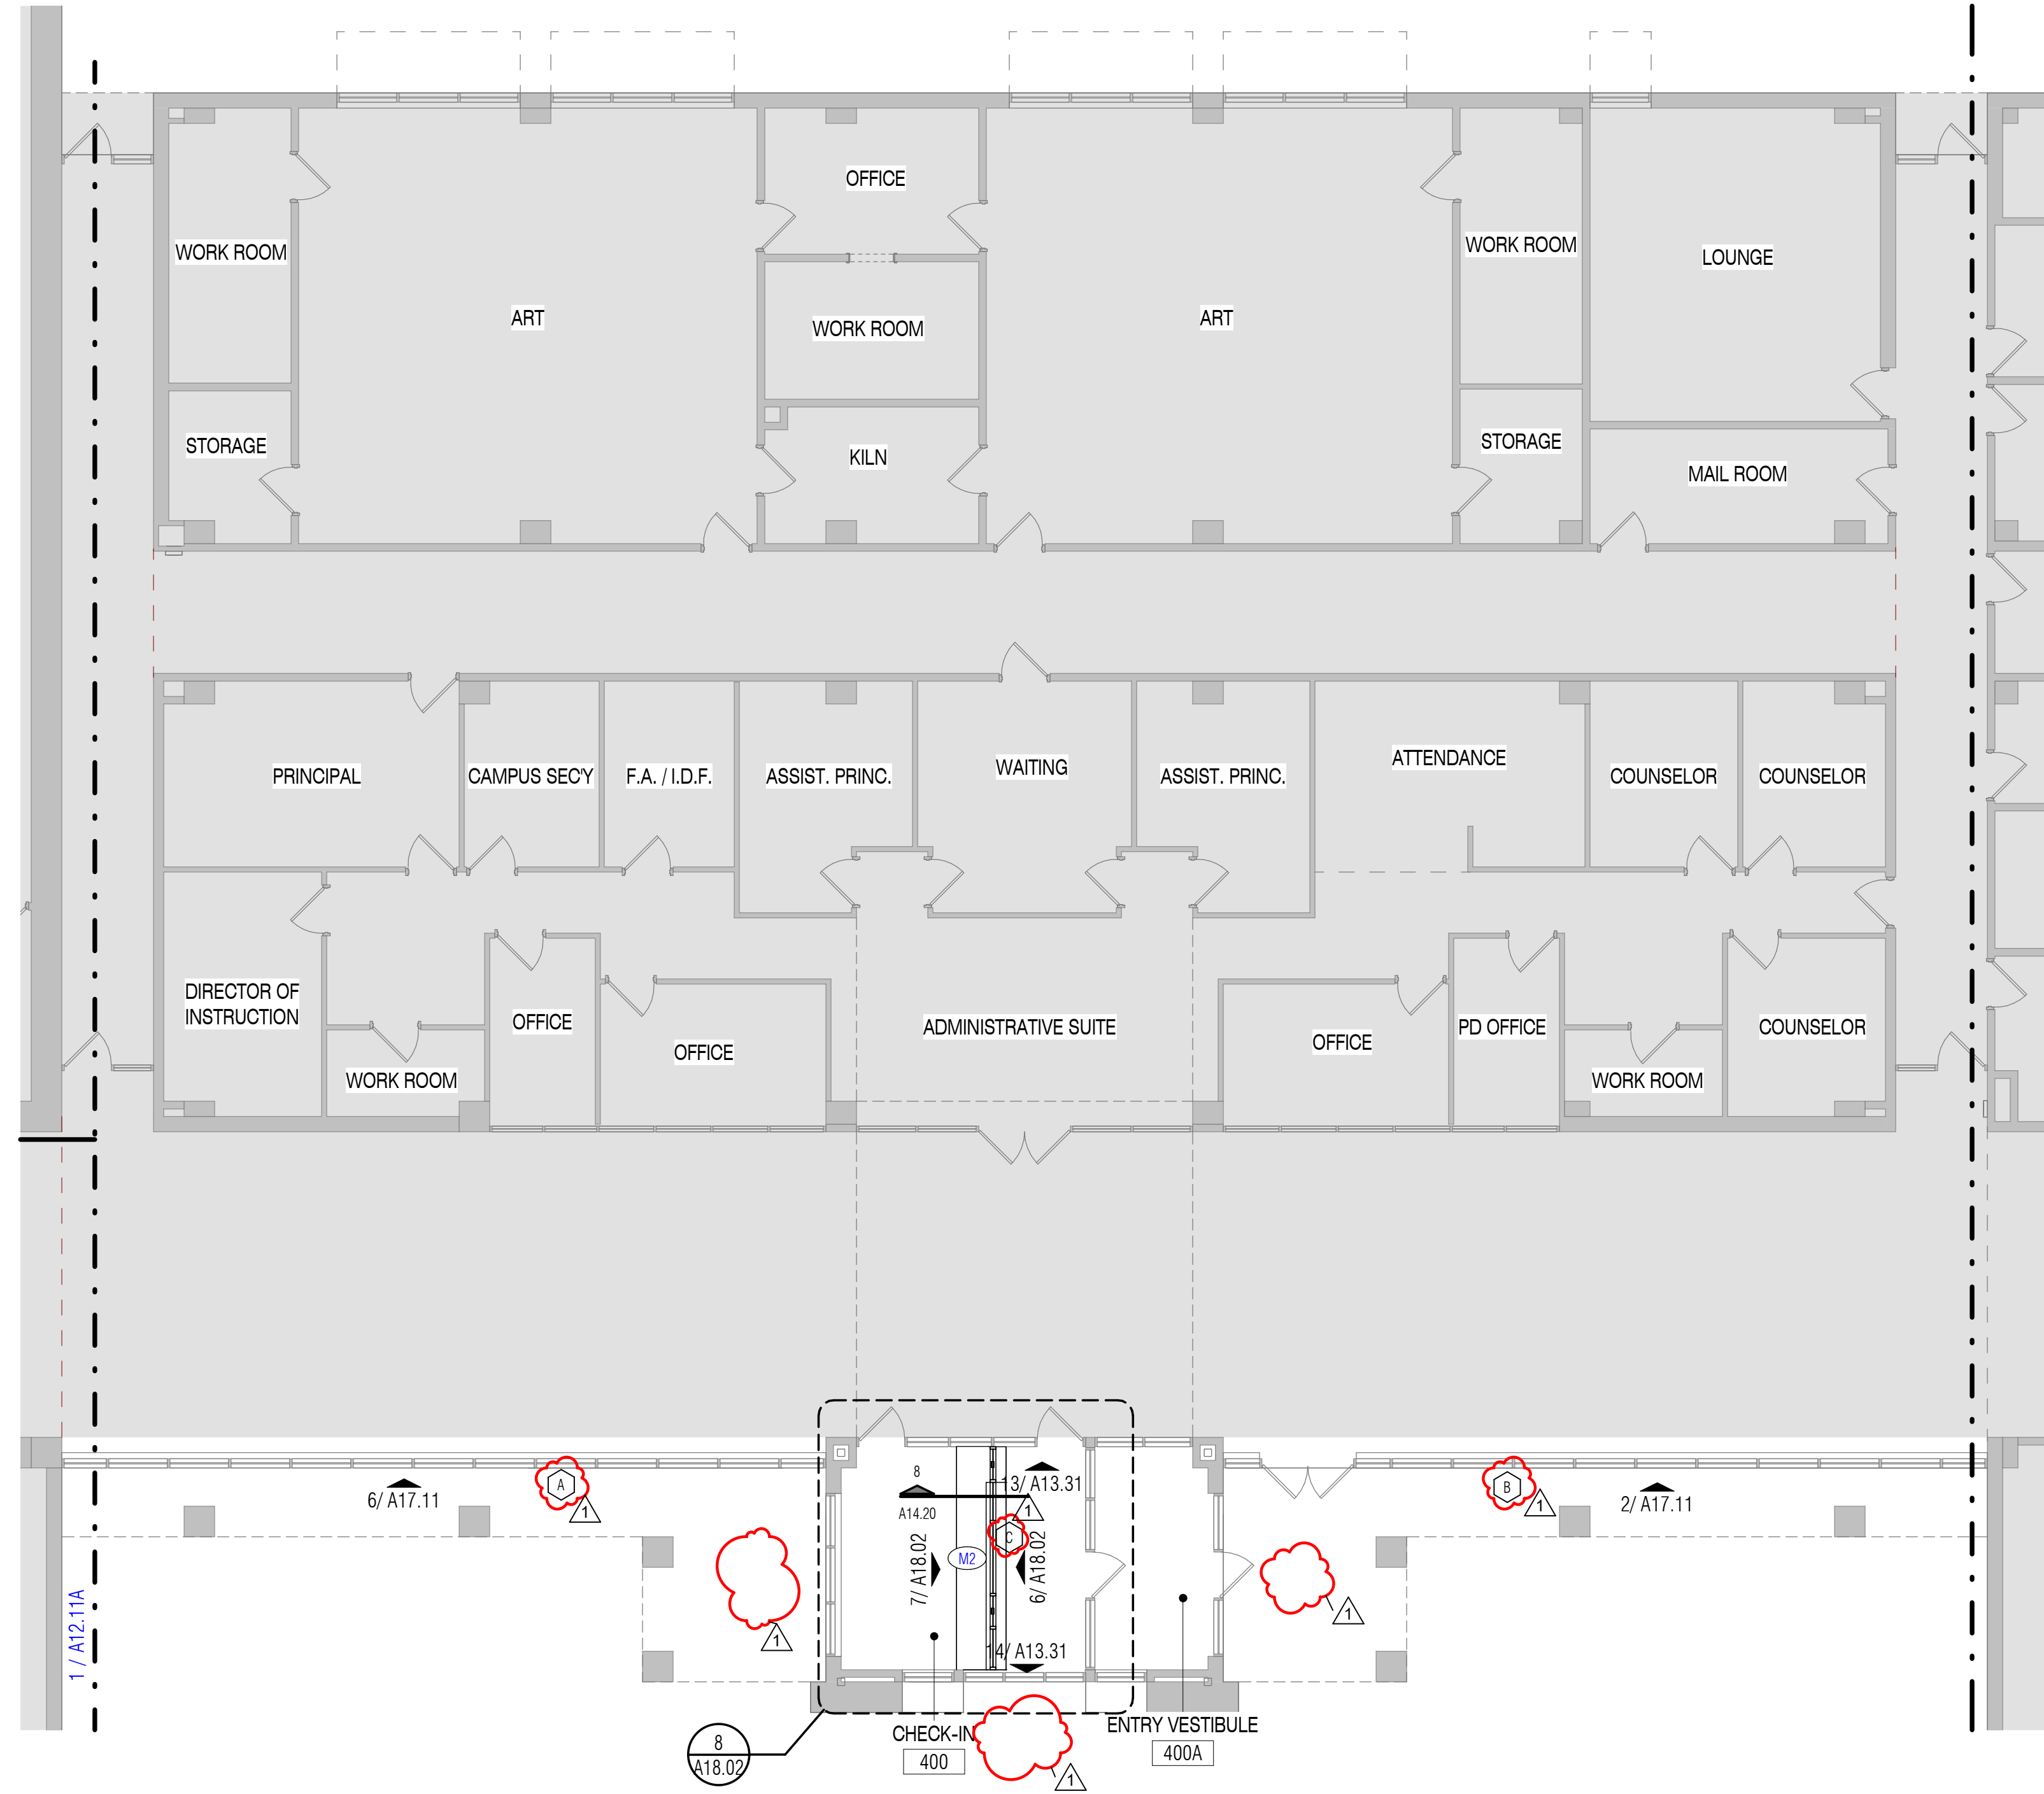 OFFICE
WORK ROOM
WORK ROOM
LOUNGE
ART
WORK ROOM
ART
STORAGE
KILN
STORAGE
MAIL ROOM
PRINCIPAL
CAMPUS SEC'Y
F.A. / I.D.F.
ASSIST. PRINC.
WAITING
ASSIST. PRINC.
ATTENDANCE
COUNSELOR
COUNSELOR
DIRECTOR OF
INSTRUCTION
OFFICE
OFFICE
ADMINISTRATIVE SUITE
OFFICE
PD OFFICE
COUNSELOR
WORK ROOM
WORK ROOM
6/ A17.11
A
1
8
A14.20
13/ A13.31
1
C
B
1
2/ A17.11
7/ A18.02
M2
6/ A18.02
1 / A12.11A
1
1
14/ A13.31
8
A18.02
CHECK-IN
400
ENTRY VESTIBULE
400A
1